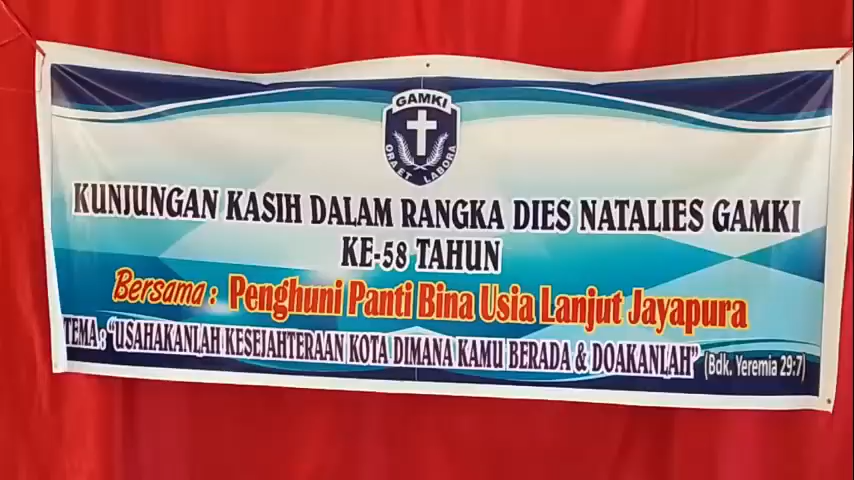 GAMKI
ORA ET LABORA
KUNJUNGAN KASIH DALAM RANGKA DIES NATALIES GAMKI
KE-58 TAHUN
Bersama : Penghuni Panti Bina Usia Lanjut Jayapura
TEMA : "USAHAKANLAH KESEJAHTERAAN KOTA DIMANA KAMU BERADA & DOAKANLAH" (Bdk. Yeremia 29:7)